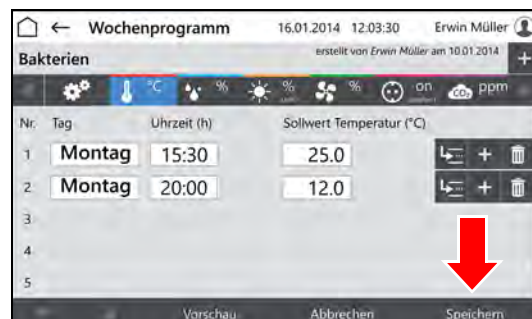 Wochenprogramm 16.01.2014 12:03:30 Erwin Müller
Bakterien erstellt von Erwin Müller am 10.01.2014 +
°C % % % on ppm
CO₂
Nr. Tag Uhrzeit (h) Sollwert Temperatur (°C)
1 Montag 15:30 25.0 +
2 Montag 20:00 12.0 +
3
4
5
Vorschau Abbrechen Speichern